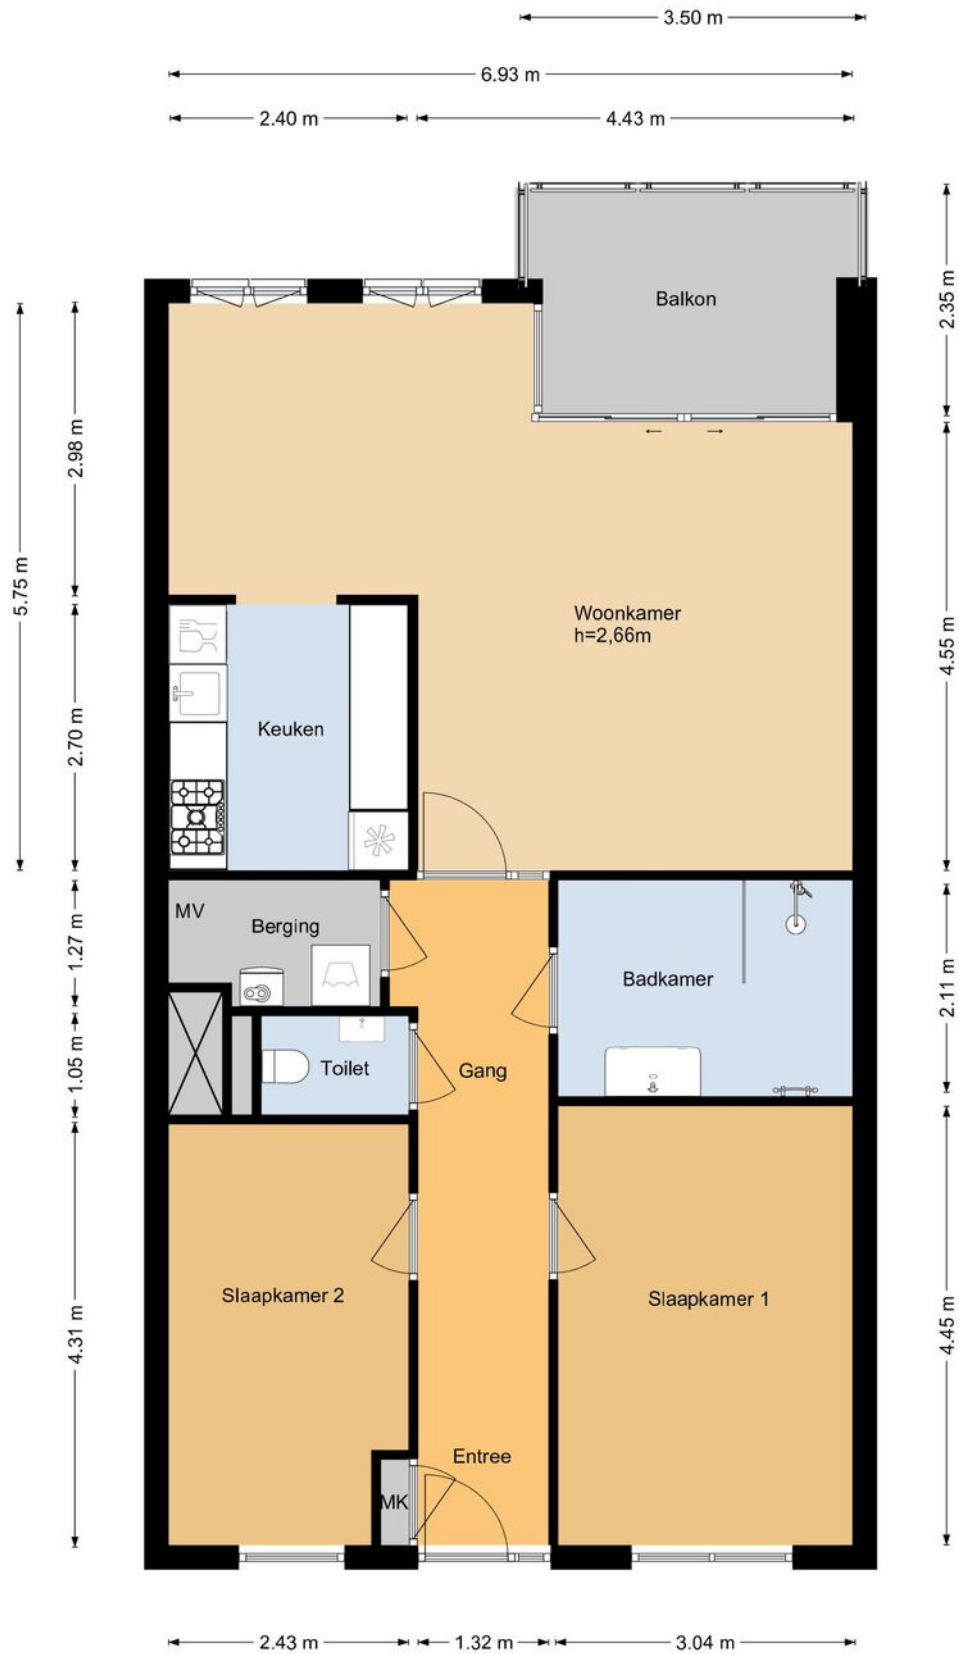 3.50 m
6.93 m
2.40 m
4.43 m
2.35 m
Balkon
2.98 m
5.75 m
Woonkamer
h=2,66m
4.55 m
2.70 m
Keuken
MV
Berging
1.27 m
Badkamer
2.11 m
1.05 m
Toilet
Gang
Slaapkamer 2
Slaapkamer 1
4.31 m
4.45 m
Entree
MK
2.43 m
1.32 m
3.04 m